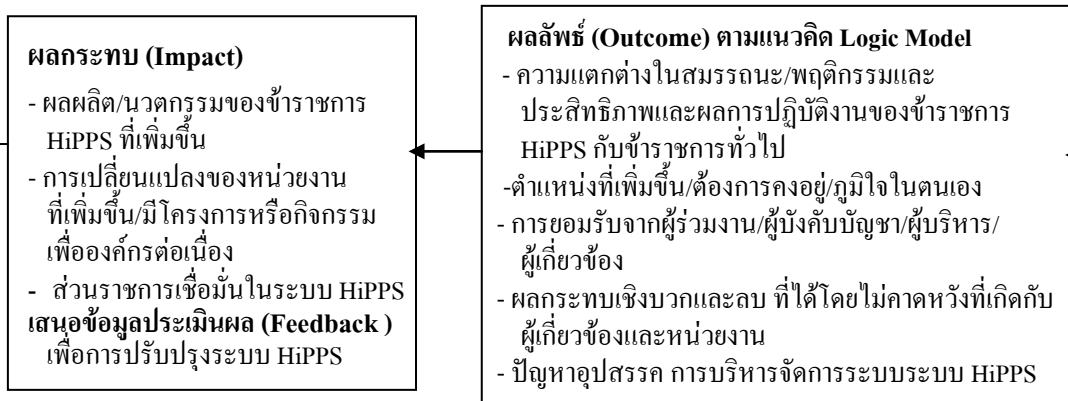 ผลกระทบ (Impact)
- ผลผลิต/นวตกรรมของข้าราชการ
HiPPS ที่เพิ่มขึ้น
- การเปลี่ยนแปลงของหน่วยงาน
ที่เพิ่มขึ้น/มีโครงการหรือกิจกรรม
เพื่อองค์กรต่อเนื่อง
- ส่วนราชการเชื่อมั่นในระบบ HiPPS
เสนอข้อมูลประเมินผล (Feedback )
เพื่อการปรับปรุงระบบ HiPPS
ผลลัพธ์ (Outcome) ตามแนวคิด Logic Model
- ความแตกต่างในสมรรถนะ/พฤติกรรมและ
ประสิทธิภาพและผลการปฏิบัติงานของข้าราชการ
HiPPS กับข้าราชการทั่วไป
-ตำแหน่งที่เพิ่มขึ้น/ต้องการคงอยู่/ภูมิใจในตนเอง
- การยอมรับจากผู้ร่วมงาน/ผู้บังคับบัญชา/ผู้บริหาร/
ผู้เกี่ยวข้อง
- ผลกระทบเชิงบวกและลบ ที่ได้โดยไม่คาดหวังที่เกิดกับ
ผู้เกี่ยวข้องและหน่วยงาน
- ปัญหาอุปสรรค การบริหารจัดการระบบระบบ HiPPS